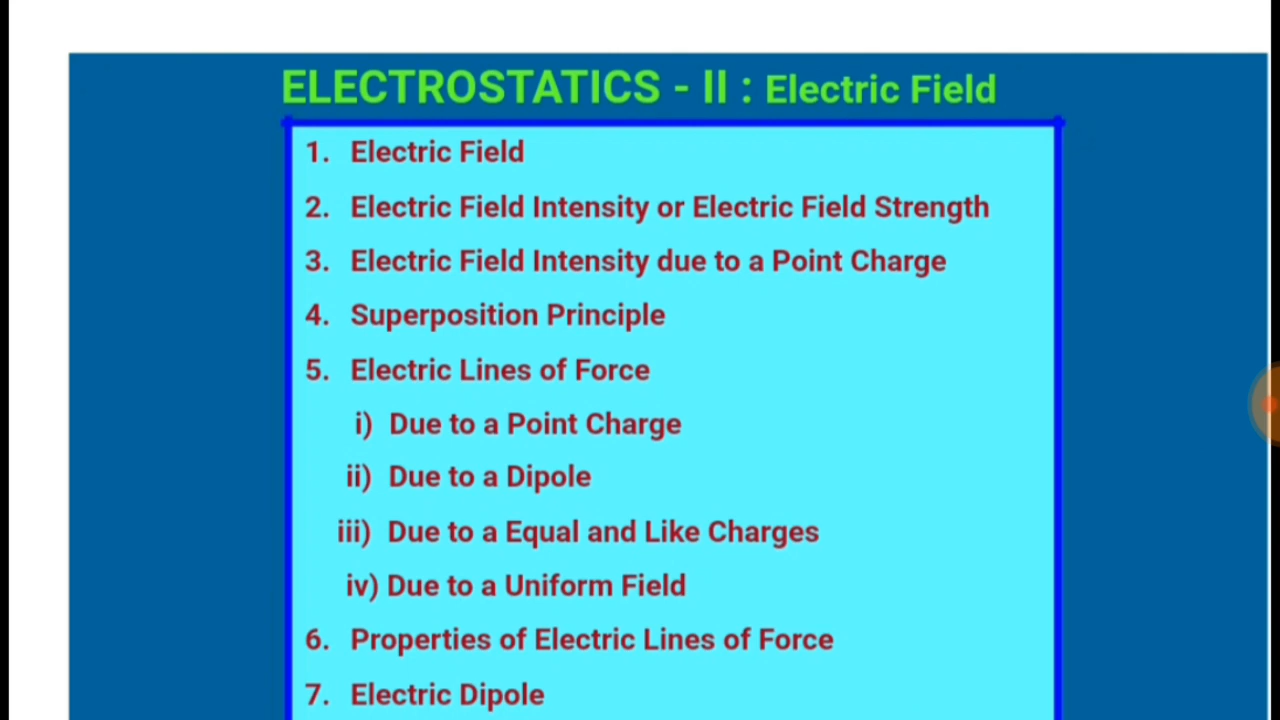 ELECTROSTATICS - II : Electric Field
1. Electric Field
2. Electric Field Intensity or Electric Field Strength
3. Electric Field Intensity due to a Point Charge
4. Superposition Principle
5. Electric Lines of Force
i) Due to a Point Charge
ii) Due to a Dipole
iii) Due to a Equal and Like Charges
iv) Due to a Uniform Field
6. Properties of Electric Lines of Force
7. Electric Dipole